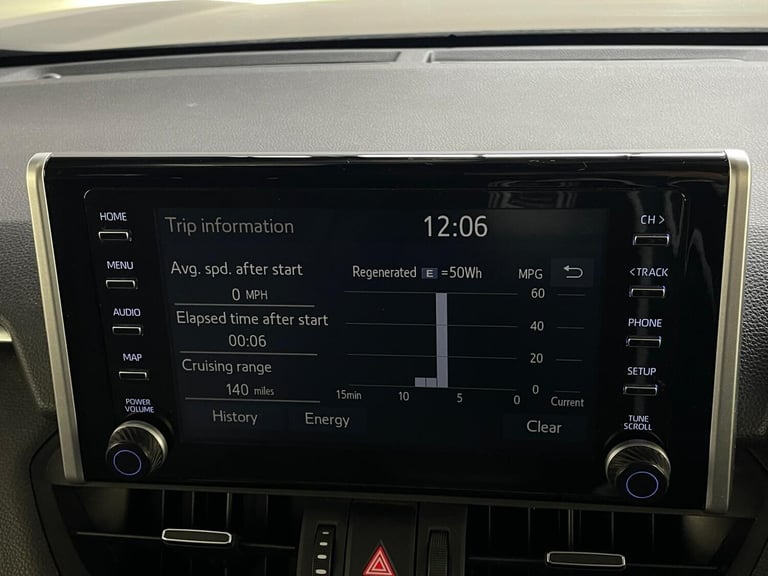 HOME
MENU
AUDIO
MAP
POWER
VOLUME
Trip information
12:06
Avg. spd. after start
0 MPH
Elapsed time after start
00:06
Cruising range
140 miles
Regenerated E =50Wh
MPG
60
40
20
0
15min 10 5 0 Current
History
Energy
Clear
CH >
< TRACK
PHONE
SETUP
TUNE
SCROLL